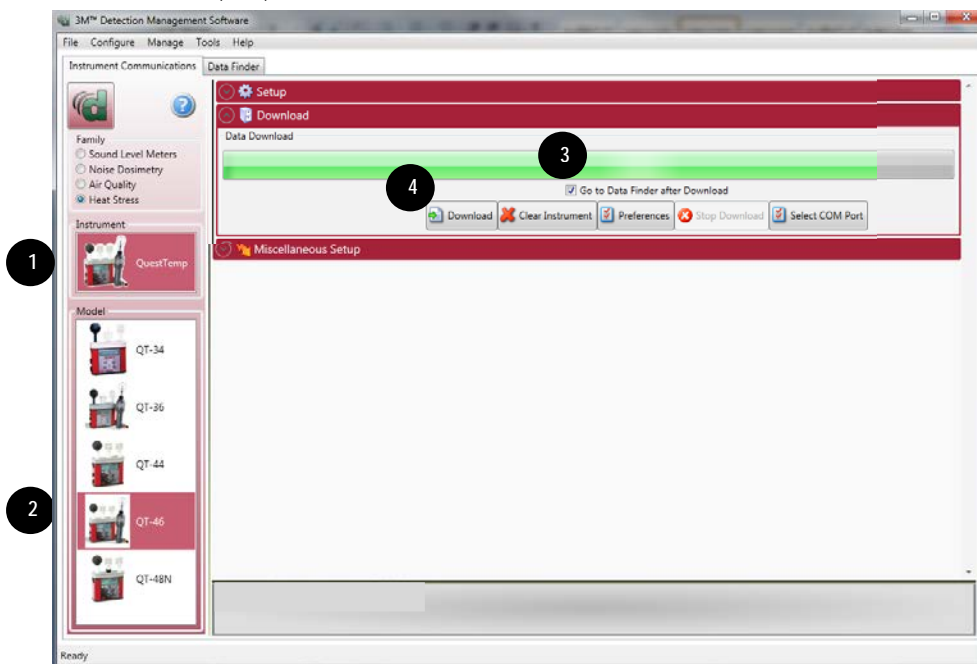 3M™ Detection Management Software
File Configure Manage Tools Help
Instrument Communications Data Finder
Setup
Download
Data Download
Family
Sound Level Meters
Noise Dosimetry
Air Quality
Heat Stress
3
4
Go to Data Finder after Download
Download Clear Instrument Preferences Stop Download Select COM Port
Instrument
Miscellaneous Setup
1
QuestTemp
Model
QT-34
QT-36
QT-44
2
QT-46
QT-48N
Ready